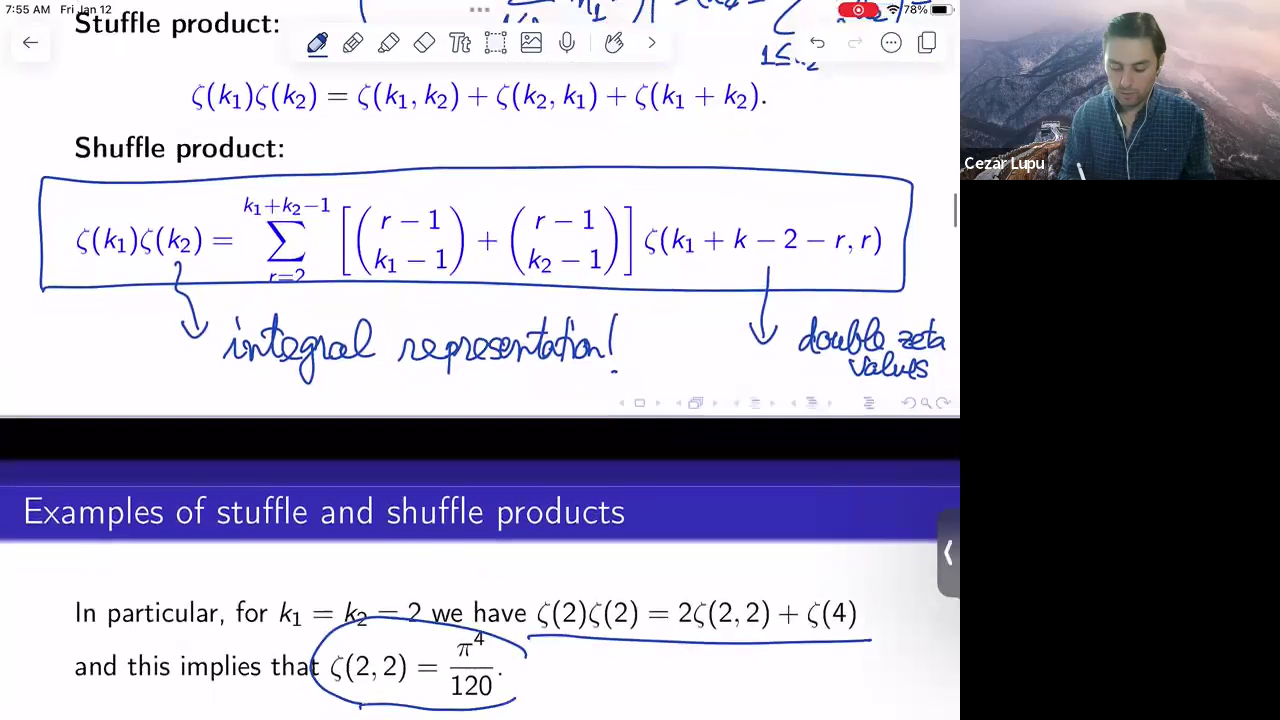 7:55 AM Fri Jan 12
78%
Stuffle product:
1≤
ζ(k₁)ζ(k₂) = ζ(k₁, k₂) + ζ(k₂, k₁) + ζ(k₁ + k₂).
Shuffle product:
ζ(k₁)ζ(k₂) = ∑_{r=2}^{k₁+k₂−1} [ (r − 1 / k₁ − 1) + (r − 1 / k₂ − 1) ] ζ(k₁ + k − 2 − r, r)
integral representation!
double zeta
values
Examples of stuffle and shuffle products
In particular, for k₁ = k₂ = 2 we have ζ(2)ζ(2) = 2ζ(2, 2) + ζ(4)
and this implies that ζ(2, 2) = π⁴/120.
Cezar Lupu